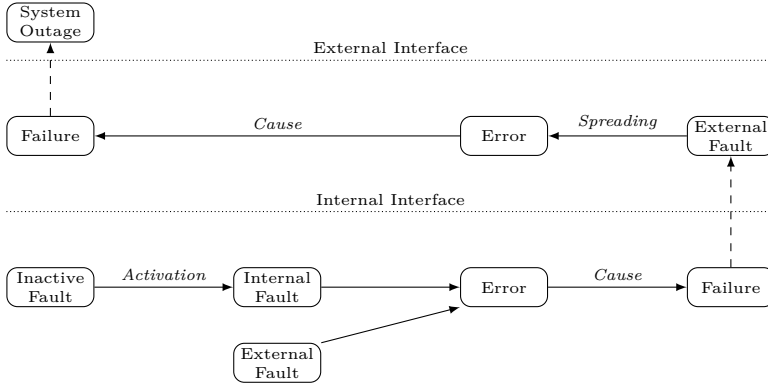 System
Outage
External Interface
Failure
Cause
Error
Spreading
External
Fault
Internal Interface
Inactive
Fault
Activation
Internal
Fault
Error
Cause
Failure
External
Fault